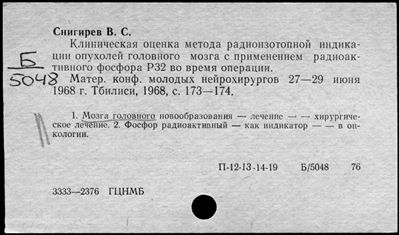 Снигирев В. С.
Клиническая оценка метода радиоизотопной индика-
ции опухолей головного мозга с применением радиоак-
тивного фосфора Р32 во время операции.
Б
5048
Матер. конф. молодых нейрохирургов 27—29 июня
1968 г. Тбилиси, 1968, с. 173—174.
1. Мозга головного новообразования — лечение — — хирургиче-
ское лечение. 2. Фосфор радиоактивный — как индикатор — — в он-
кологии.
П-12-13-14-19 Б/5048 76
3333—2376 ГЦНМБ